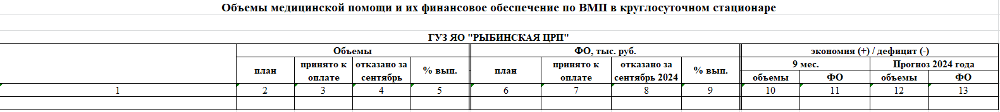 Объемы медицинской помощи и их финансовое обеспечение по ВМП в круглосуточном стационаре
ГУЗ ЯО "РЫБИНСКАЯ ЦРП"
Объемы ФО, тыс. руб. экономия (+) / дефицит (-)
план принято к оплате отказано за сентябрь % вып. план принято к оплате отказано за сентябрь 2024 % вып. 9 мес. Прогноз 2024 года
объемы ФО объемы ФО
1 2 3 4 5 6 7 8 9 10 11 12 13